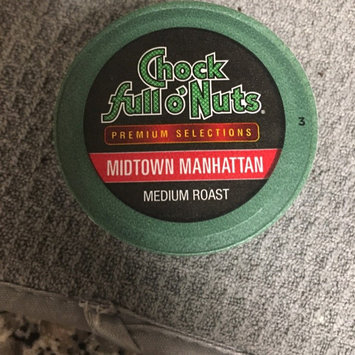 Chock
full o' Nuts®
PREMIUM SELECTIONS
MIDTOWN MANHATTAN
MEDIUM ROAST
3